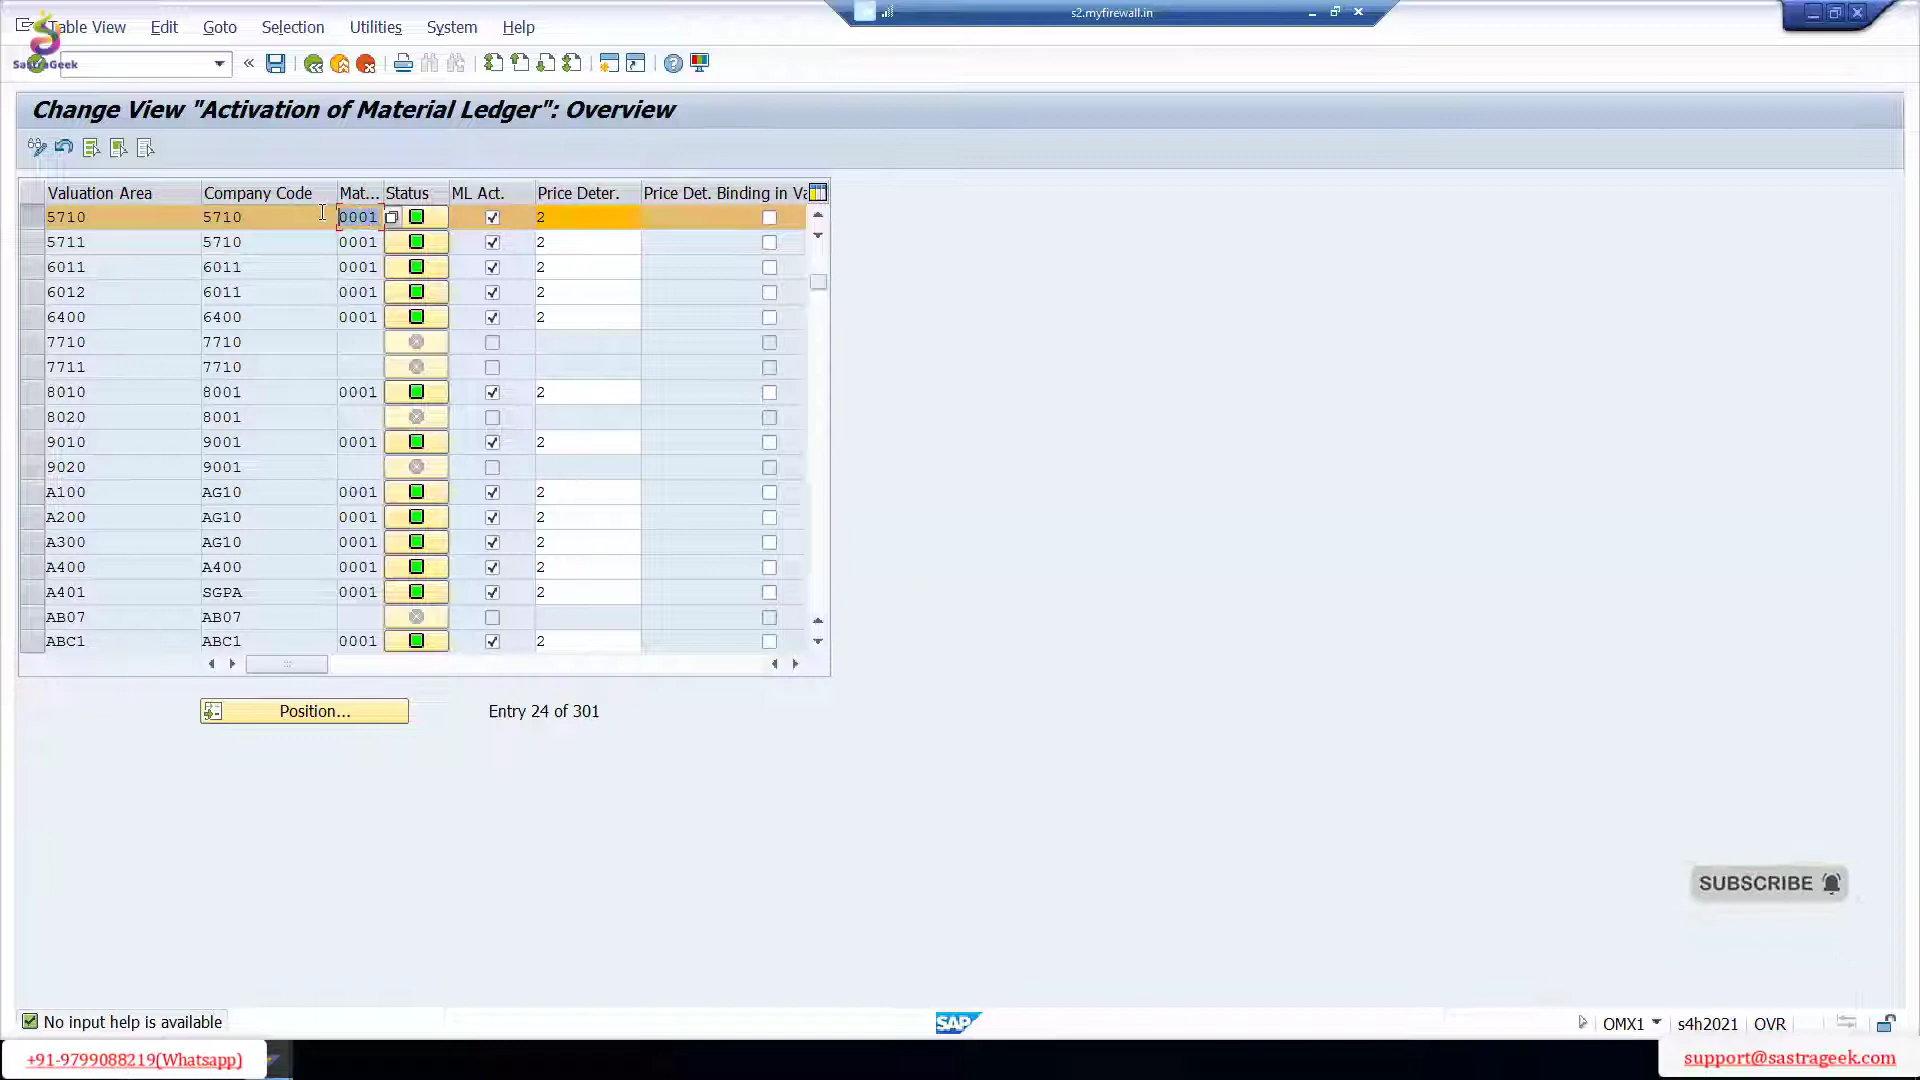 s2.myfirewall.in
Table View Edit Goto Selection Utilities System Help
SastraGeek
Change View "Activation of Material Ledger": Overview
Valuation Area Company Code Mat... Status ML Act. Price Deter. Price Det. Binding in Va
5710 5710 0001 2
5711 5710 0001 2
6011 6011 0001 2
6012 6011 0001 2
6400 6400 0001 2
7710 7710
7711 7710
8010 8001 0001 2
8020 8001
9010 9001 0001 2
9020 9001
A100 AG10 0001 2
A200 AG10 0001 2
A300 AG10 0001 2
A400 A400 0001 2
A401 SGPA 0001 2
AB07 AB07
ABC1 ABC1 0001 2
Position... Entry 24 of 301
SUBSCRIBE
No input help is available SAP OMX1 s4h2021 OVR
+91-9799088219(Whatsapp) support@sastrageek.com